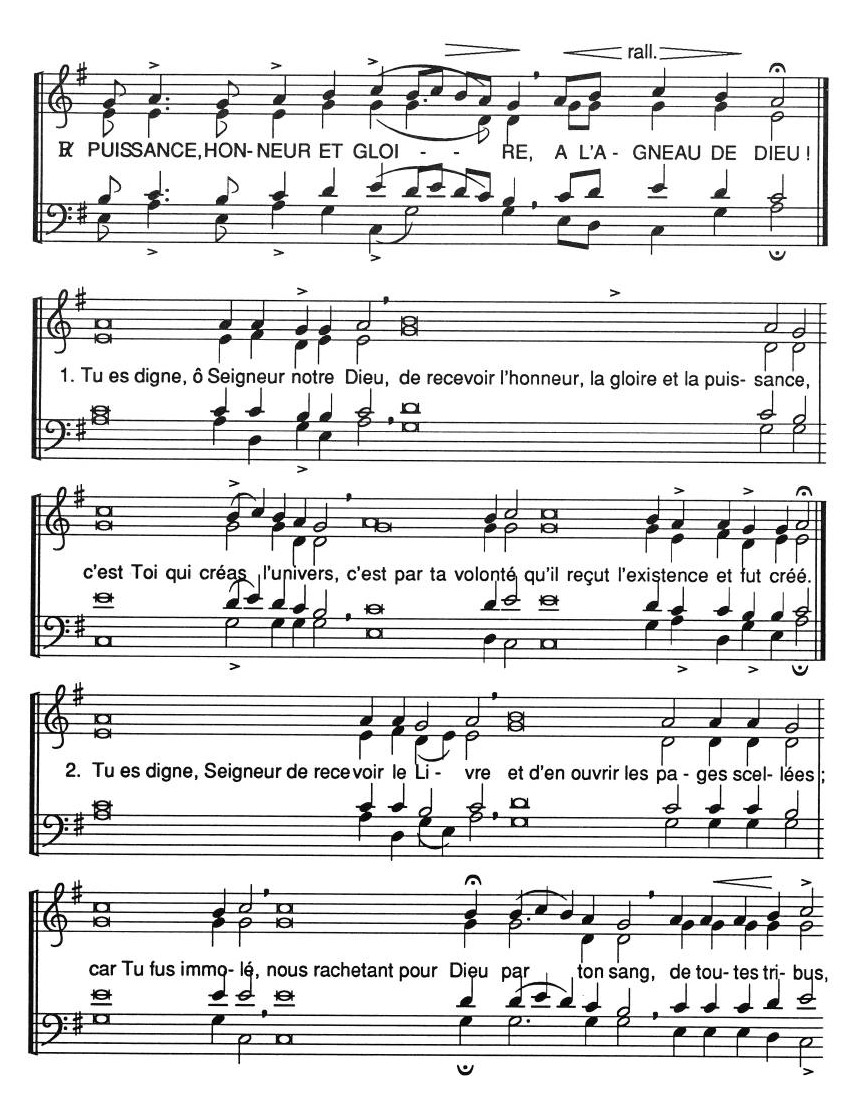 rall.
℟ PUISSANCE, HON- NEUR ET GLOI - - RE, A L'A - GNEAU DE DIEU !
1. Tu es digne, ô Seigneur notre Dieu, de recevoir l'honneur, la gloire et la puis- sance,
c'est Toi qui créas l'univers, c'est par ta volonté qu'il reçut l'existence et fut créé.
2. Tu es digne, Seigneur de recevoir le Li - vre et d'en ouvrir les pa - ges scel- lées ;
car Tu fus immo- lé, nous rachetant pour Dieu par ton sang, de tou- tes tri- bus,